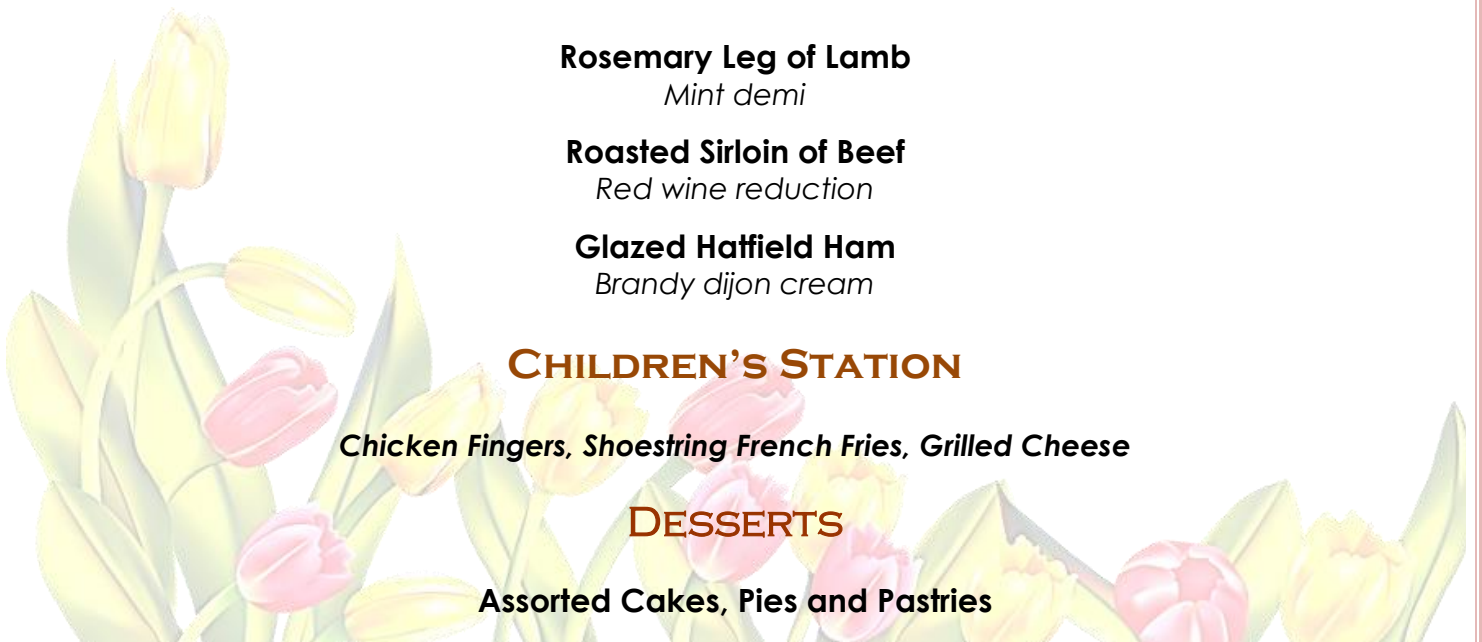 Rosemary Leg of Lamb
Mint demi
Roasted Sirloin of Beef
Red wine reduction
Glazed Hatfield Ham
Brandy dijon cream
Children's Station
Chicken Fingers, Shoestring French Fries, Grilled Cheese
Desserts
Assorted Cakes, Pies and Pastries